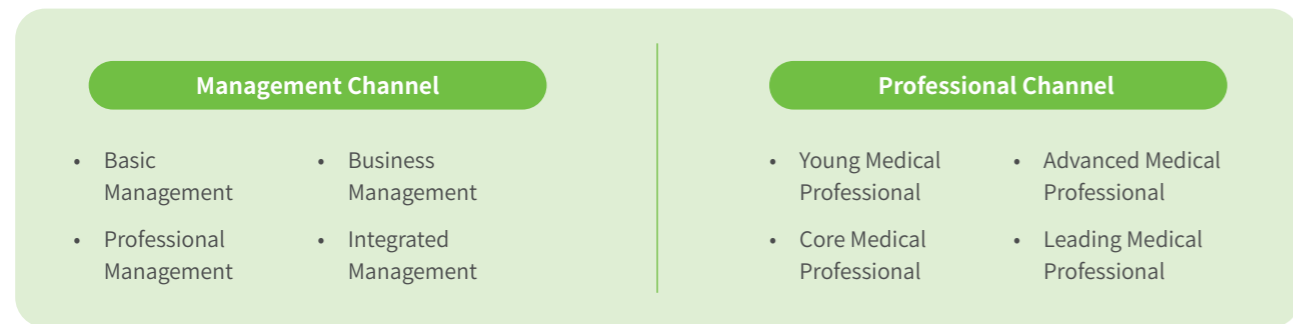 Management Channel
• Basic
Management
• Professional
Management
• Business
Management
• Integrated
Management
Professional Channel
• Young Medical
Professional
• Core Medical
Professional
• Advanced Medical
Professional
• Leading Medical
Professional